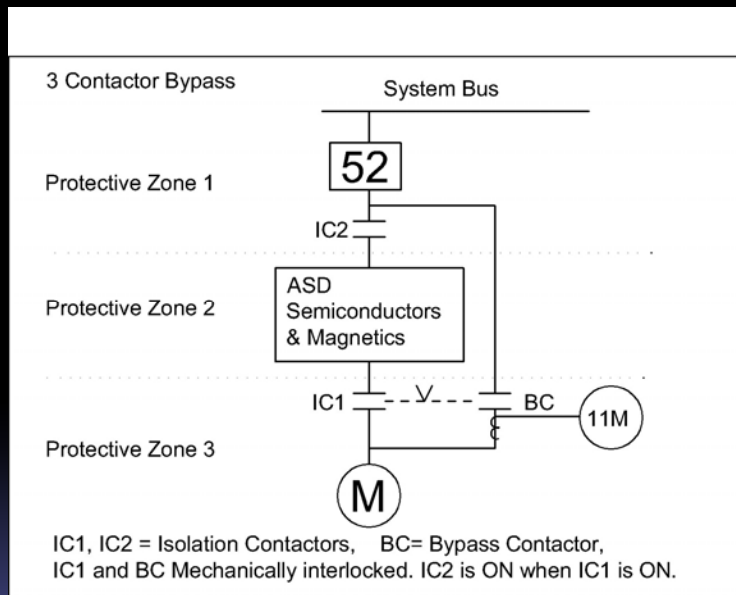 3 Contactor Bypass
System Bus
52
Protective Zone 1
IC2
ASD
Semiconductors
& Magnetics
Protective Zone 2
IC1
BC
11M
Protective Zone 3
M
IC1, IC2 = Isolation Contactors, BC= Bypass Contactor,
IC1 and BC Mechanically interlocked. IC2 is ON when IC1 is ON.